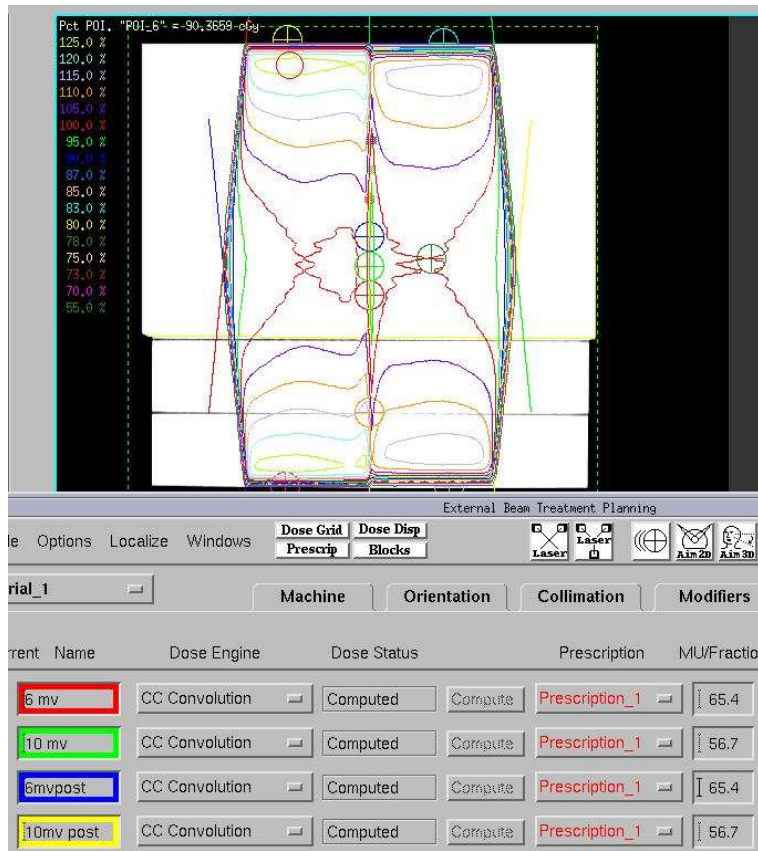 Pct POI. "POI_6" = 90.3659 cGy
125.0 %
120.0 %
115.0 %
110.0 %
105.0 %
100.0 %
95.0 %
90.0 %
87.0 %
85.0 %
83.0 %
80.0 %
78.0 %
75.0 %
73.0 %
70.0 %
55.0 %
External Beam Treatment Planning
le Options Localize Windows Dose Grid Dose Disp Prescrip Blocks Laser Laser Aim 2D Aim 3D
rial_1 Machine Orientation Collimation Modifiers
rrent Name Dose Engine Dose Status Prescription MU/Fractio
6 mv CC Convolution Computed Compute Prescription_1 65.4
10 mv CC Convolution Computed Compute Prescription_1 56.7
6mvpost CC Convolution Computed Compute Prescription_1 65.4
10mv post CC Convolution Computed Compute Prescription_1 56.7